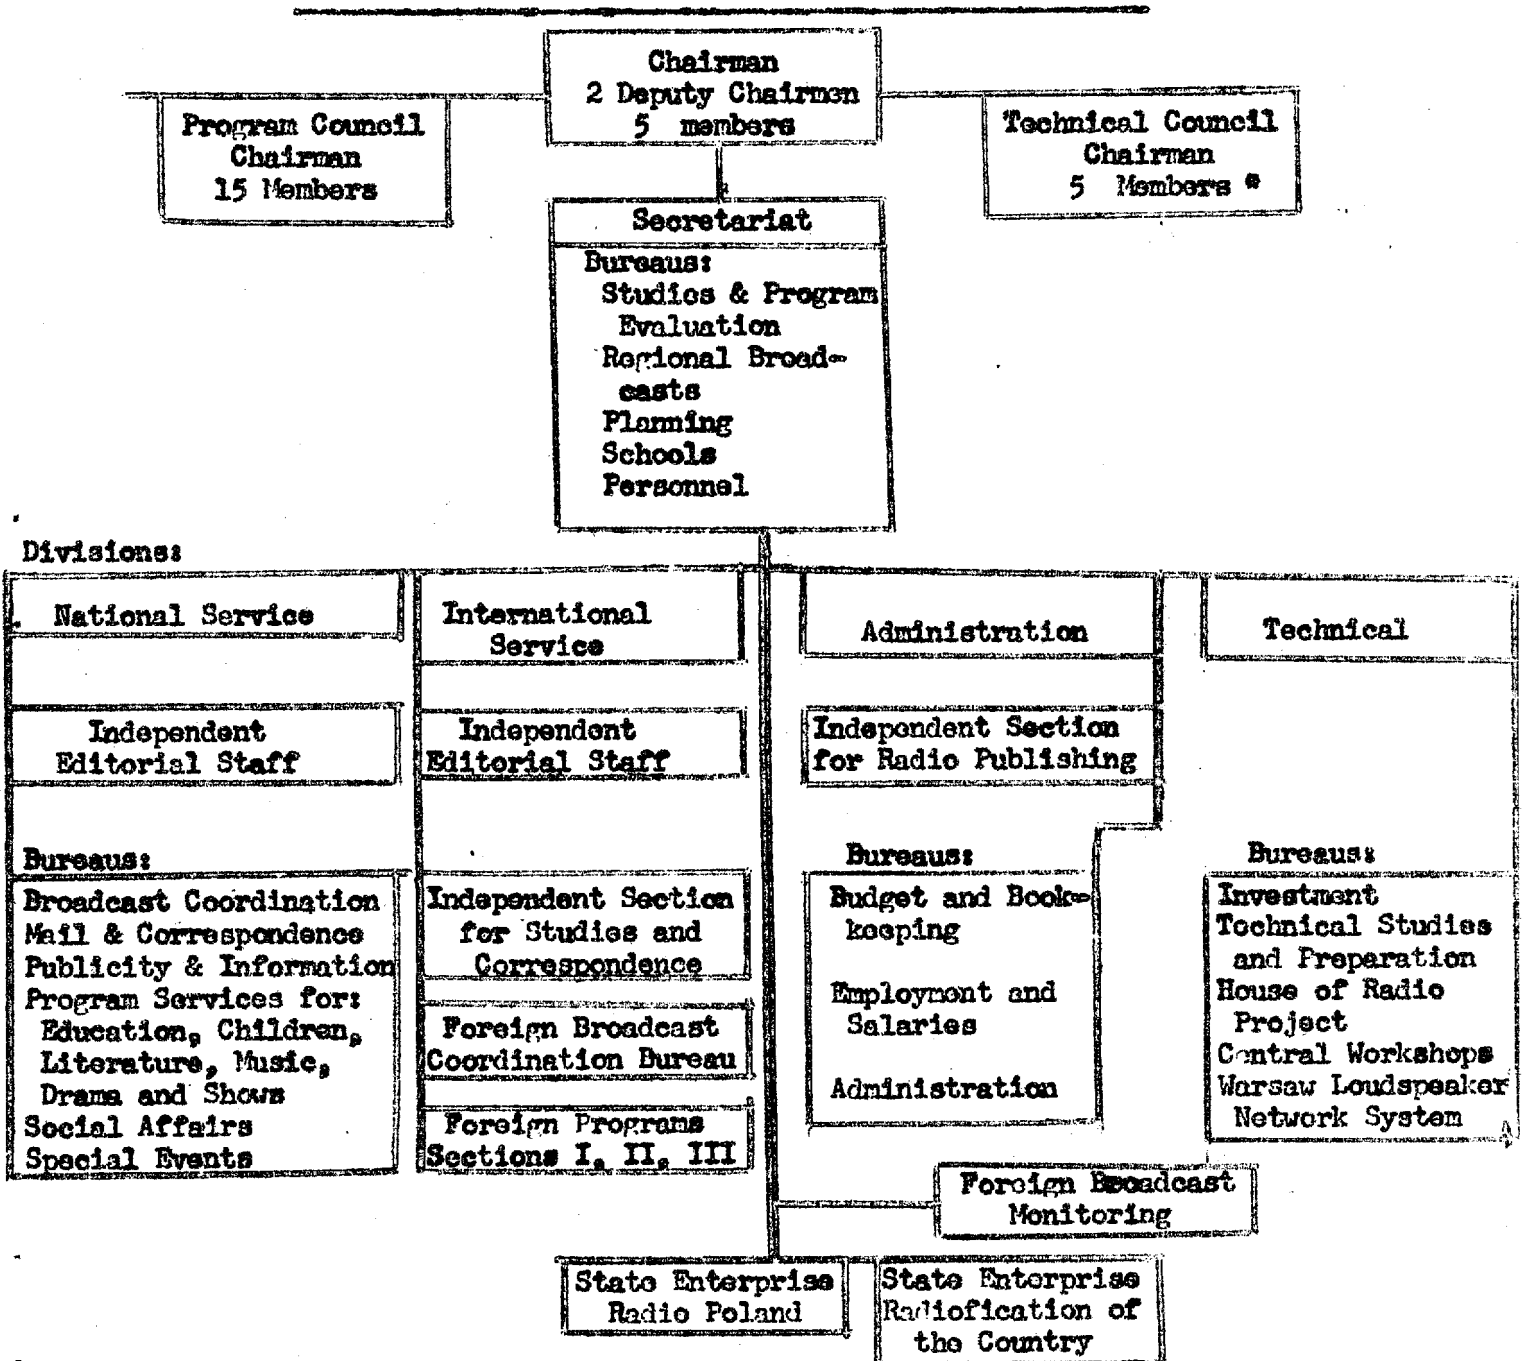 Chairman
2 Deputy Chairmen
5 members
Program Council
Chairman
15 Members
Technical Council
Chairman
5 Members *
Secretariat
Bureaus:
Studies & Program
Evaluation
Regional Broad-
casts
Planning
Schools
Personnel
Divisions:
National Service
International
Service
Administration
Technical
Independent
Editorial Staff
Independent
Editorial Staff
Independent Section
for Radio Publishing
Bureaus:
Broadcast Coordination
Mail & Correspondence
Publicity & Information
Program Services for:
Education, Children,
Literature, Music,
Drama and Shows
Social Affairs
Special Events
Independent Section
for Studies and
Correspondence
Foreign Broadcast
Coordination Bureau
Foreign Programs
Sections I, II, III
Bureaus:
Budget and Book-
keeping
Employment and
Salaries
Administration
Bureaus:
Investment
Technical Studies
and Preparation
House of Radio
Project
Central Workshops
Warsaw Loudspeaker
Network System
Foreign Broadcast
Monitoring
State Enterprise
Radio Poland
State Enterprise
Radiofication of
the Country